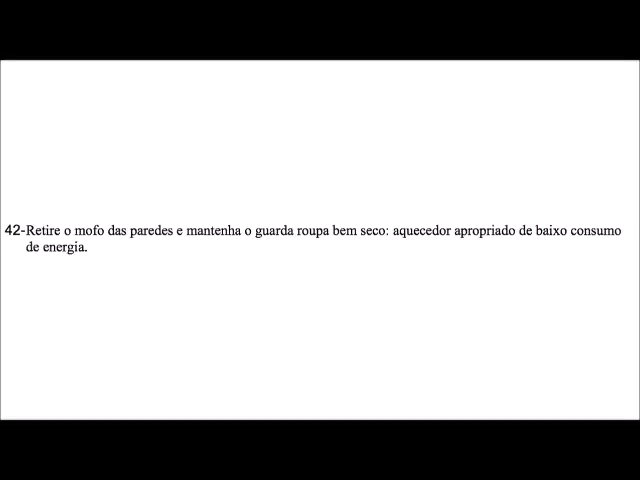 42-Retire o mofo das paredes e mantenha o guarda roupa bem seco: aquecedor apropriado de baixo consumo
de energia.